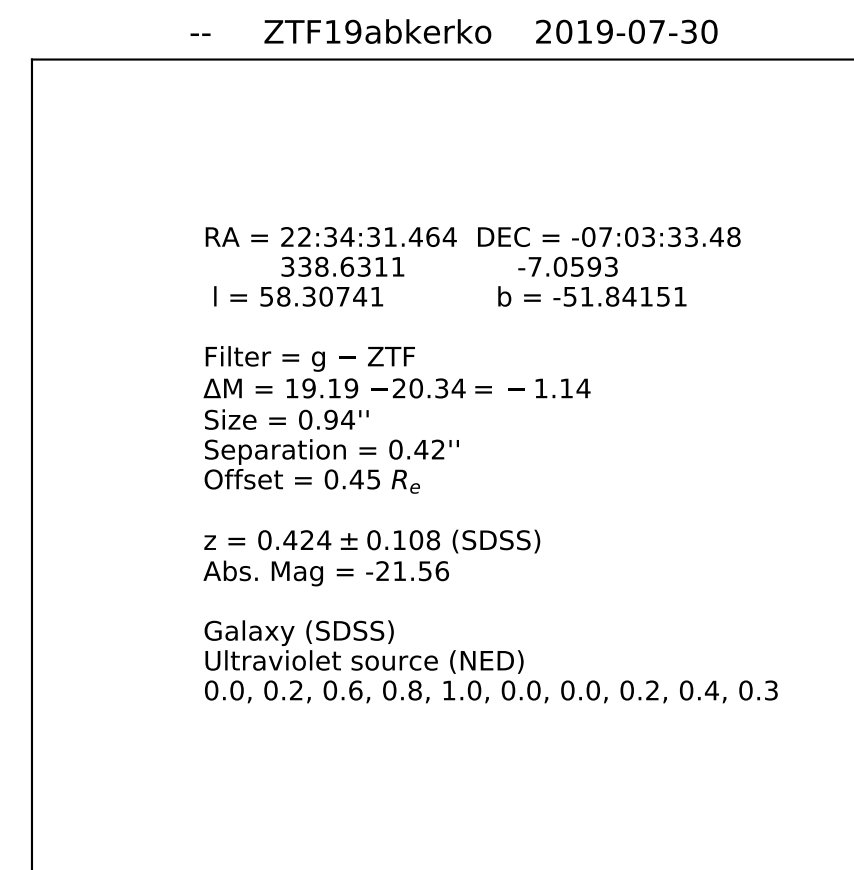 --   ZTF19abkerko   2019-07-30
RA = 22:34:31.464  DEC = -07:03:33.48
338.6311   -7.0593
l = 58.30741   b = -51.84151
Filter = g − ZTF
ΔM = 19.19 −20.34 = − 1.14
Size = 0.94''
Separation = 0.42''
Offset = 0.45 Re
z = 0.424 ± 0.108 (SDSS)
Abs. Mag = -21.56
Galaxy (SDSS)
Ultraviolet source (NED)
0.0, 0.2, 0.6, 0.8, 1.0, 0.0, 0.0, 0.2, 0.4, 0.3